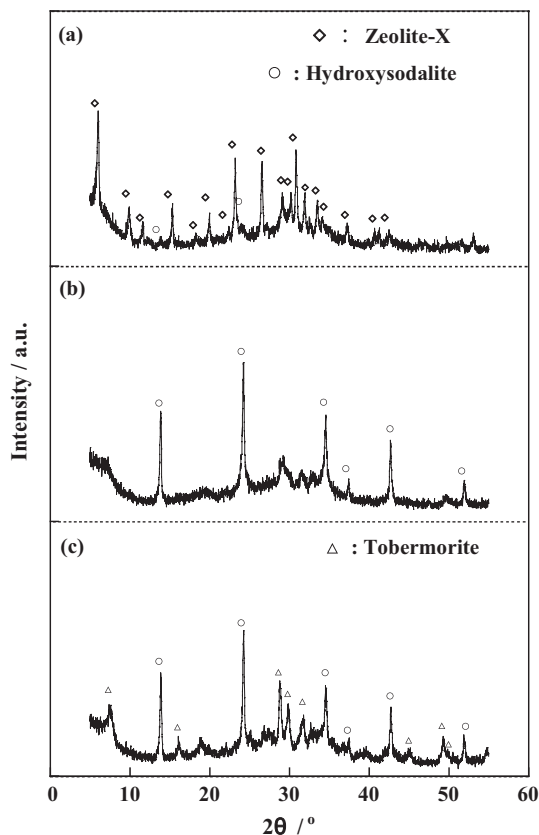 (a)
◇ : Zeolite-X
○ : Hydroxysodalite
(b)
Intensity / a.u.
(c)
△ : Tobermorite
0 10 20 30 40 50 60
2θ / °